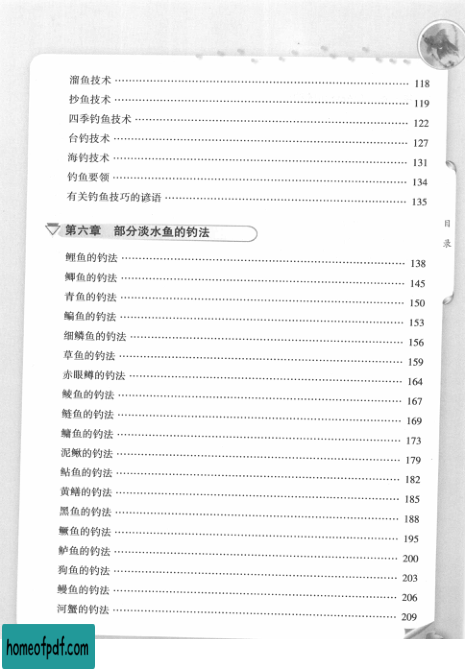 溜鱼技术 118
抄鱼技术 119
四季钓鱼技术 122
台钓技术 127
海钓技术 131
钓鱼要领 134
有关钓鱼技巧的谚语 135
目录
第六章 部分淡水鱼的钓法
鲤鱼的钓法 138
鲫鱼的钓法 145
青鱼的钓法 150
鳊鱼的钓法 153
细鳞鱼的钓法 156
草鱼的钓法 159
赤眼鳟的钓法 164
鲮鱼的钓法 167
鲢鱼的钓法 169
鳙鱼的钓法 173
泥鳅的钓法 179
鲇鱼的钓法 182
黄鳝的钓法 185
黑鱼的钓法 188
鳜鱼的钓法 195
鲈鱼的钓法 200
狗鱼的钓法 203
鳗鱼的钓法 206
河蟹的钓法 209
homeofpdf.com